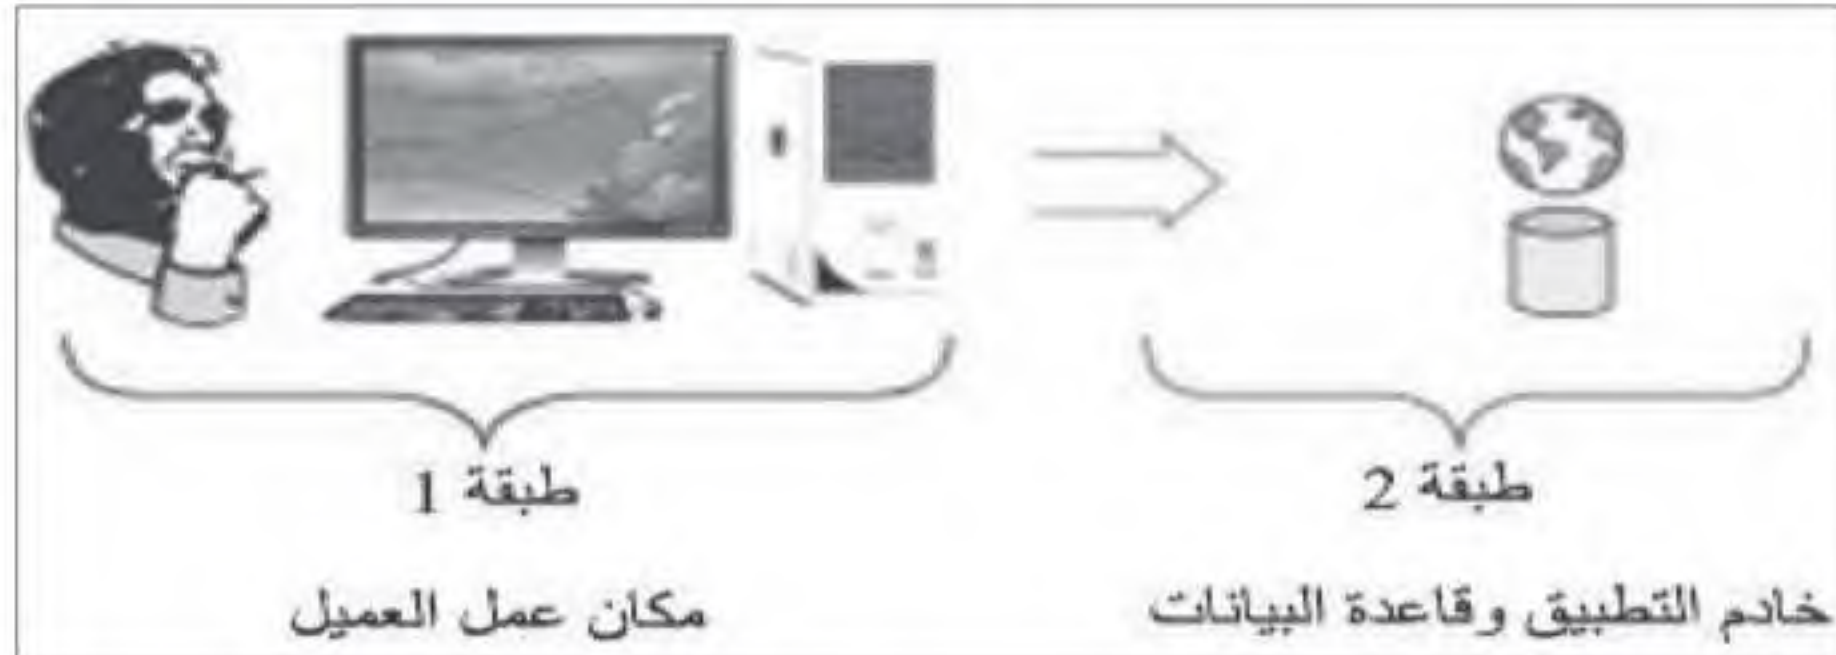 طبقة 1
طبقة 2
مكان عمل العميل
خادم التطبيق وقاعدة البيانات